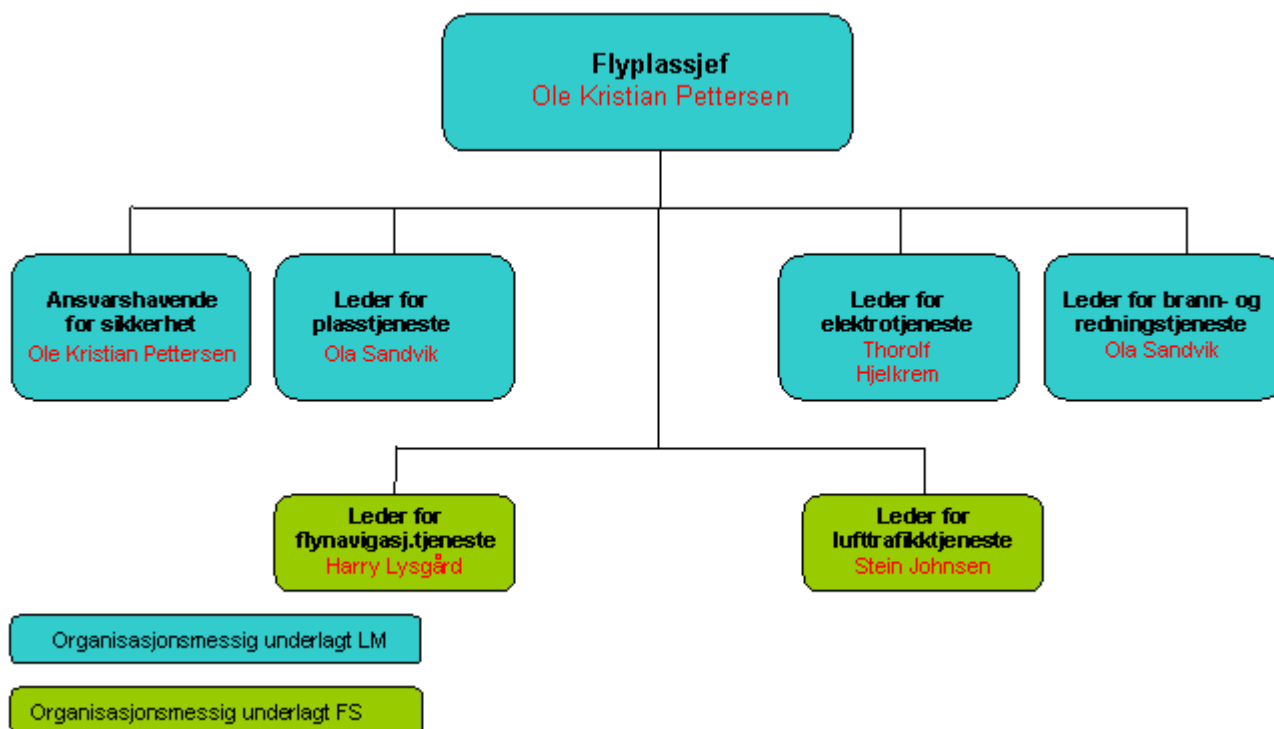 Flyplassjef
Ole Kristian Pettersen
Ansvarshavende
for sikkerhet
Ole Kristian Pettersen
Leder for
plasstjeneste
Ola Sandvik
Leder for
elektrotjeneste
Thorolf
Hjelkrem
Leder for brann- og
redningstjeneste
Ola Sandvik
Leder for
flynavigasj.tjeneste
Harry Lysgård
Leder for
lufttrafikktjeneste
Stein Johnsen
Organisasjonsmessig underlagt LM
Organisasjonsmessig underlagt FS